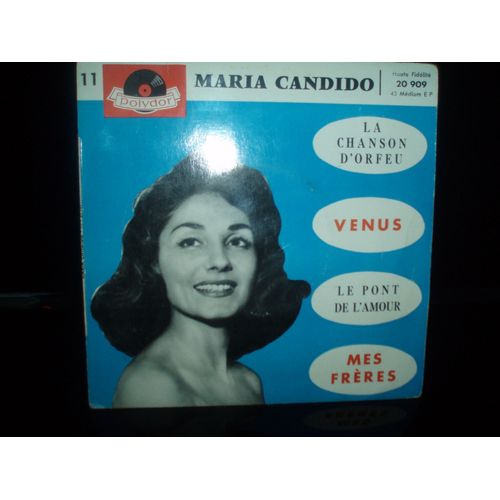 11
polydor
MARIA CANDIDO
Haute Fidélité
20 909
45 Médium E P
LA
CHANSON
D'ORFEU
VENUS
LE PONT
DE L'AMOUR
MES
FRÈRES